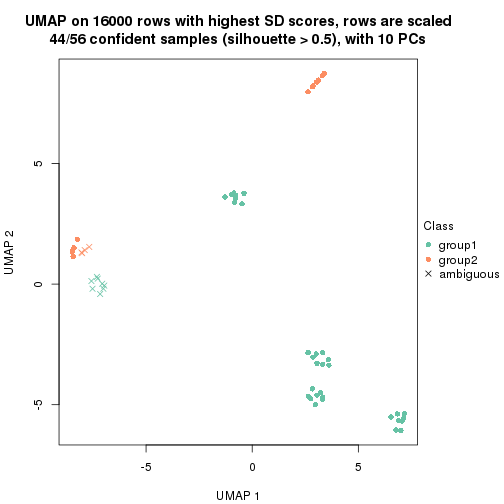 UMAP on 16000 rows with highest SD scores, rows are scaled
44/56 confident samples (silhouette > 0.5), with 10 PCs
5
0
-5
UMAP 2
-5
0
5
UMAP 1
Class
group1
group2
ambiguous